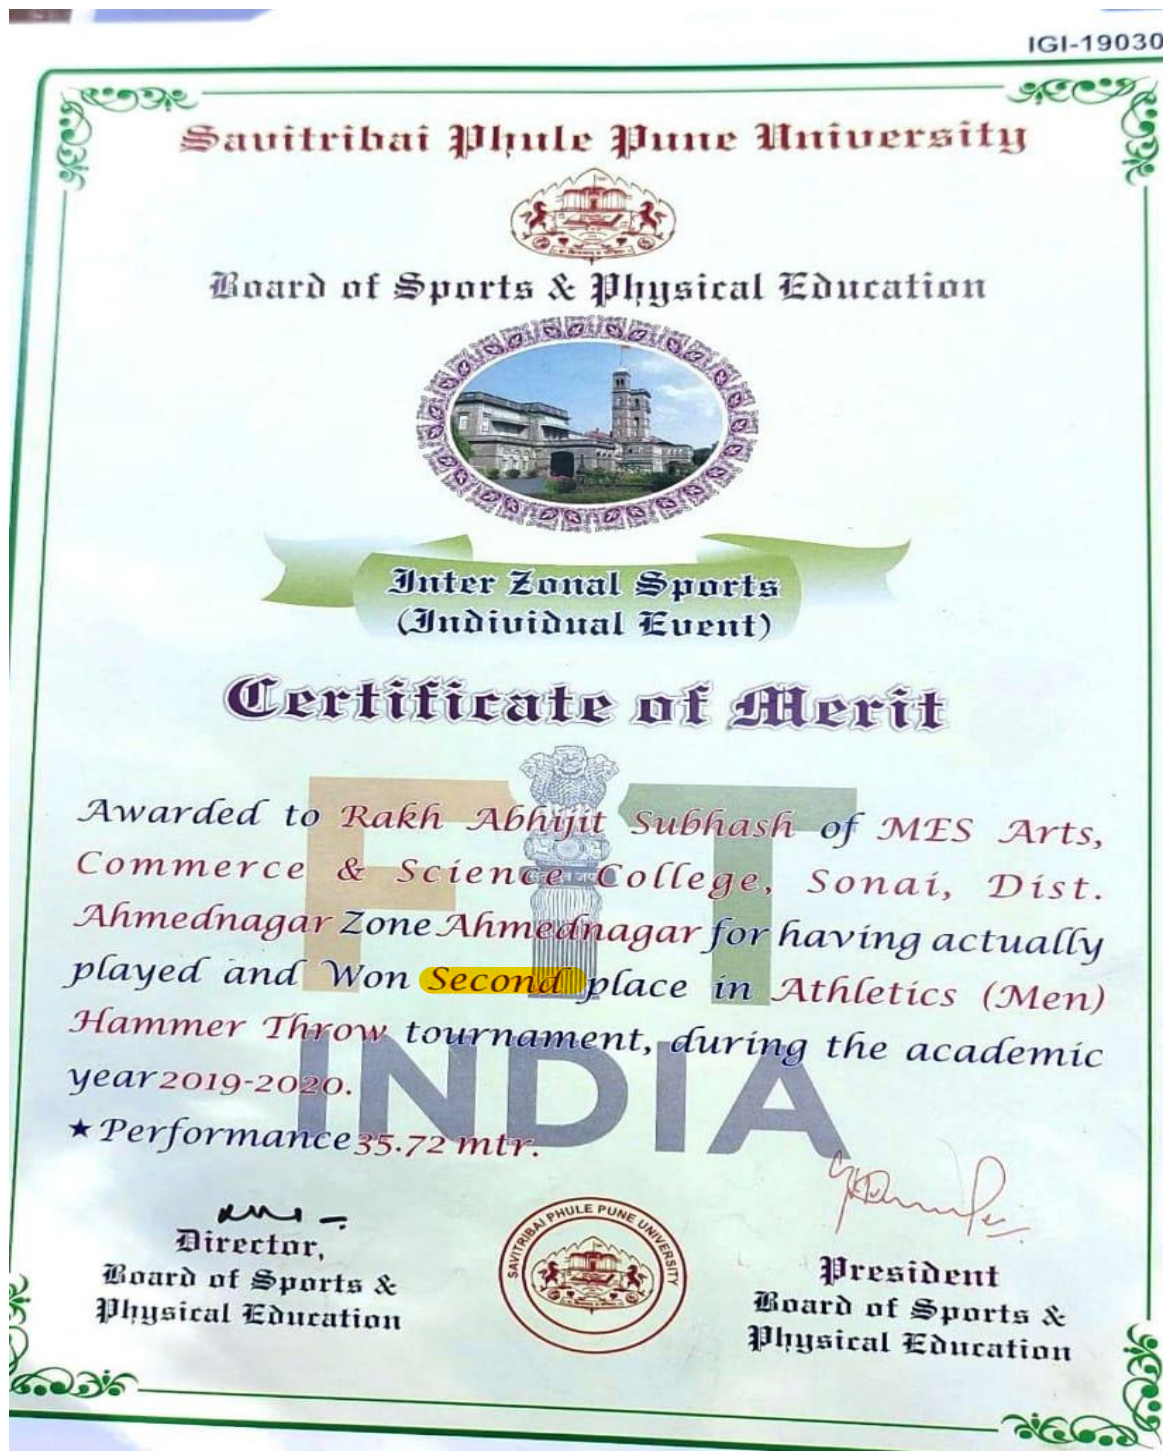 IGI-19030
Savitribai Phule Pune University
Board of Sports & Physical Education
Inter Zonal Sports
(Individual Event)
Certificate of Merit
Awarded to Rakh Abhijit Subhash of MES Arts,
Commerce & Science College, Sonai, Dist.
Ahmednagar Zone Ahmednagar for having actually
played and Won Second place in Athletics (Men)
Hammer Throw tournament, during the academic
year 2019-2020.
★ Performance 35.72 mtr.
FIT
INDIA
Director,
Board of Sports &
Physical Education
SAVITRIBAI PHULE PUNE UNIVERSITY
President
Board of Sports &
Physical Education